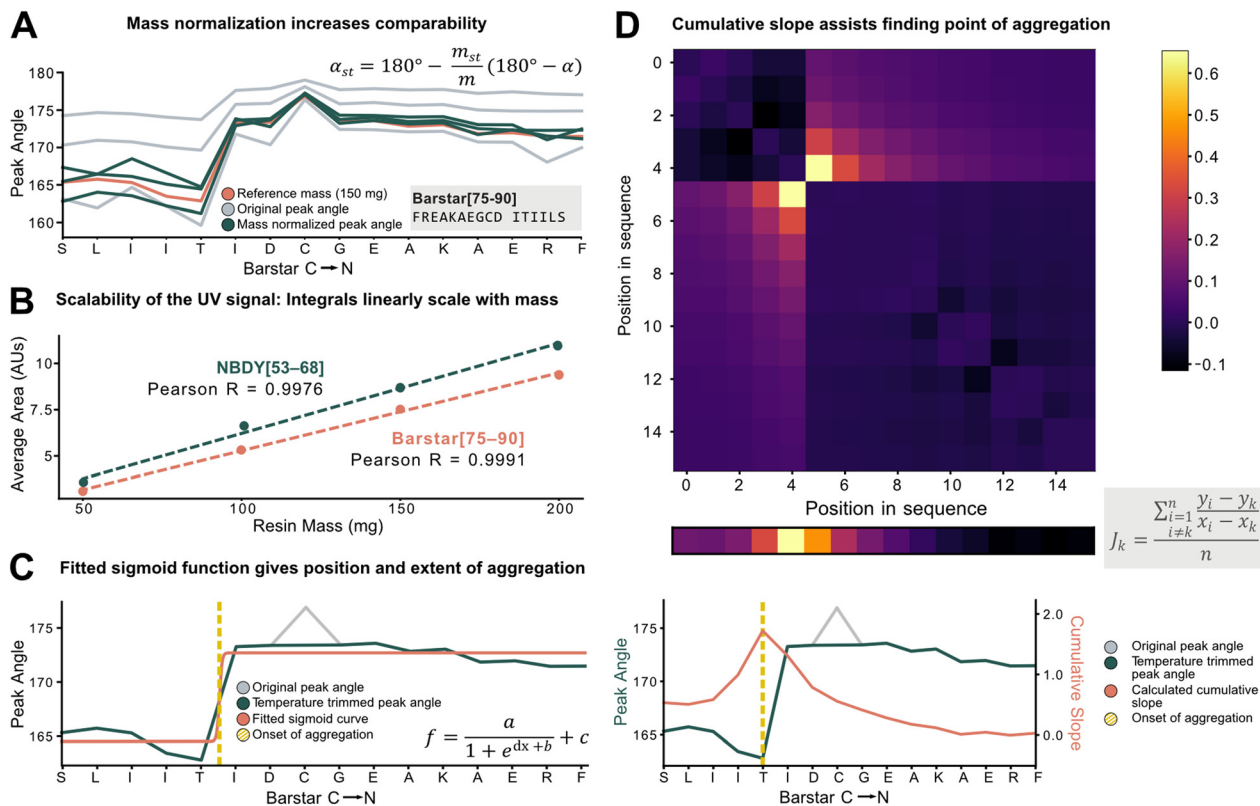 A Mass normalization increases comparability
α_st = 180° − m_st/m (180° − α)
180
175
170
165
160
Peak Angle
Reference mass (150 mg)
Original peak angle
Mass normalized peak angle
Barstar[75-90]
FREAKAEGCD ITIILS
S L I I T I D C G E A K A E R F
Barstar C→N
B Scalability of the UV signal: Integrals linearly scale with mass
10
7.5
5
Average Area (AUs)
NBDY[53–68]
Pearson R = 0.9976
Barstar[75–90]
Pearson R = 0.9991
50 100 150 200
Resin Mass (mg)
C Fitted sigmoid function gives position and extent of aggregation
175
170
165
Peak Angle
Original peak angle
Temperature trimmed peak angle
Fitted sigmoid curve
Onset of aggregation
f = a/(1 + e^(dx+b)) + c
S L I I T I D C G E A K A E R F
Barstar C→N
D Cumulative slope assists finding point of aggregation
0
2
4
6
8
10
12
14
Position in sequence
0 2 4 6 8 10 12 14
Position in sequence
0.6
0.5
0.4
0.3
0.2
0.1
0.0
−0.1
J_k = (∑_{i=1, i≠k}^{n} (y_i − y_k)/(x_i − x_k))/n
175
170
165
Peak Angle
2.0
1.0
0.0
Cumulative Slope
Original peak angle
Temperature trimmed
peak angle
Calculated cumulative
slope
Onset of aggregation
S L I I T I D C G E A K A E R F
Barstar C→N